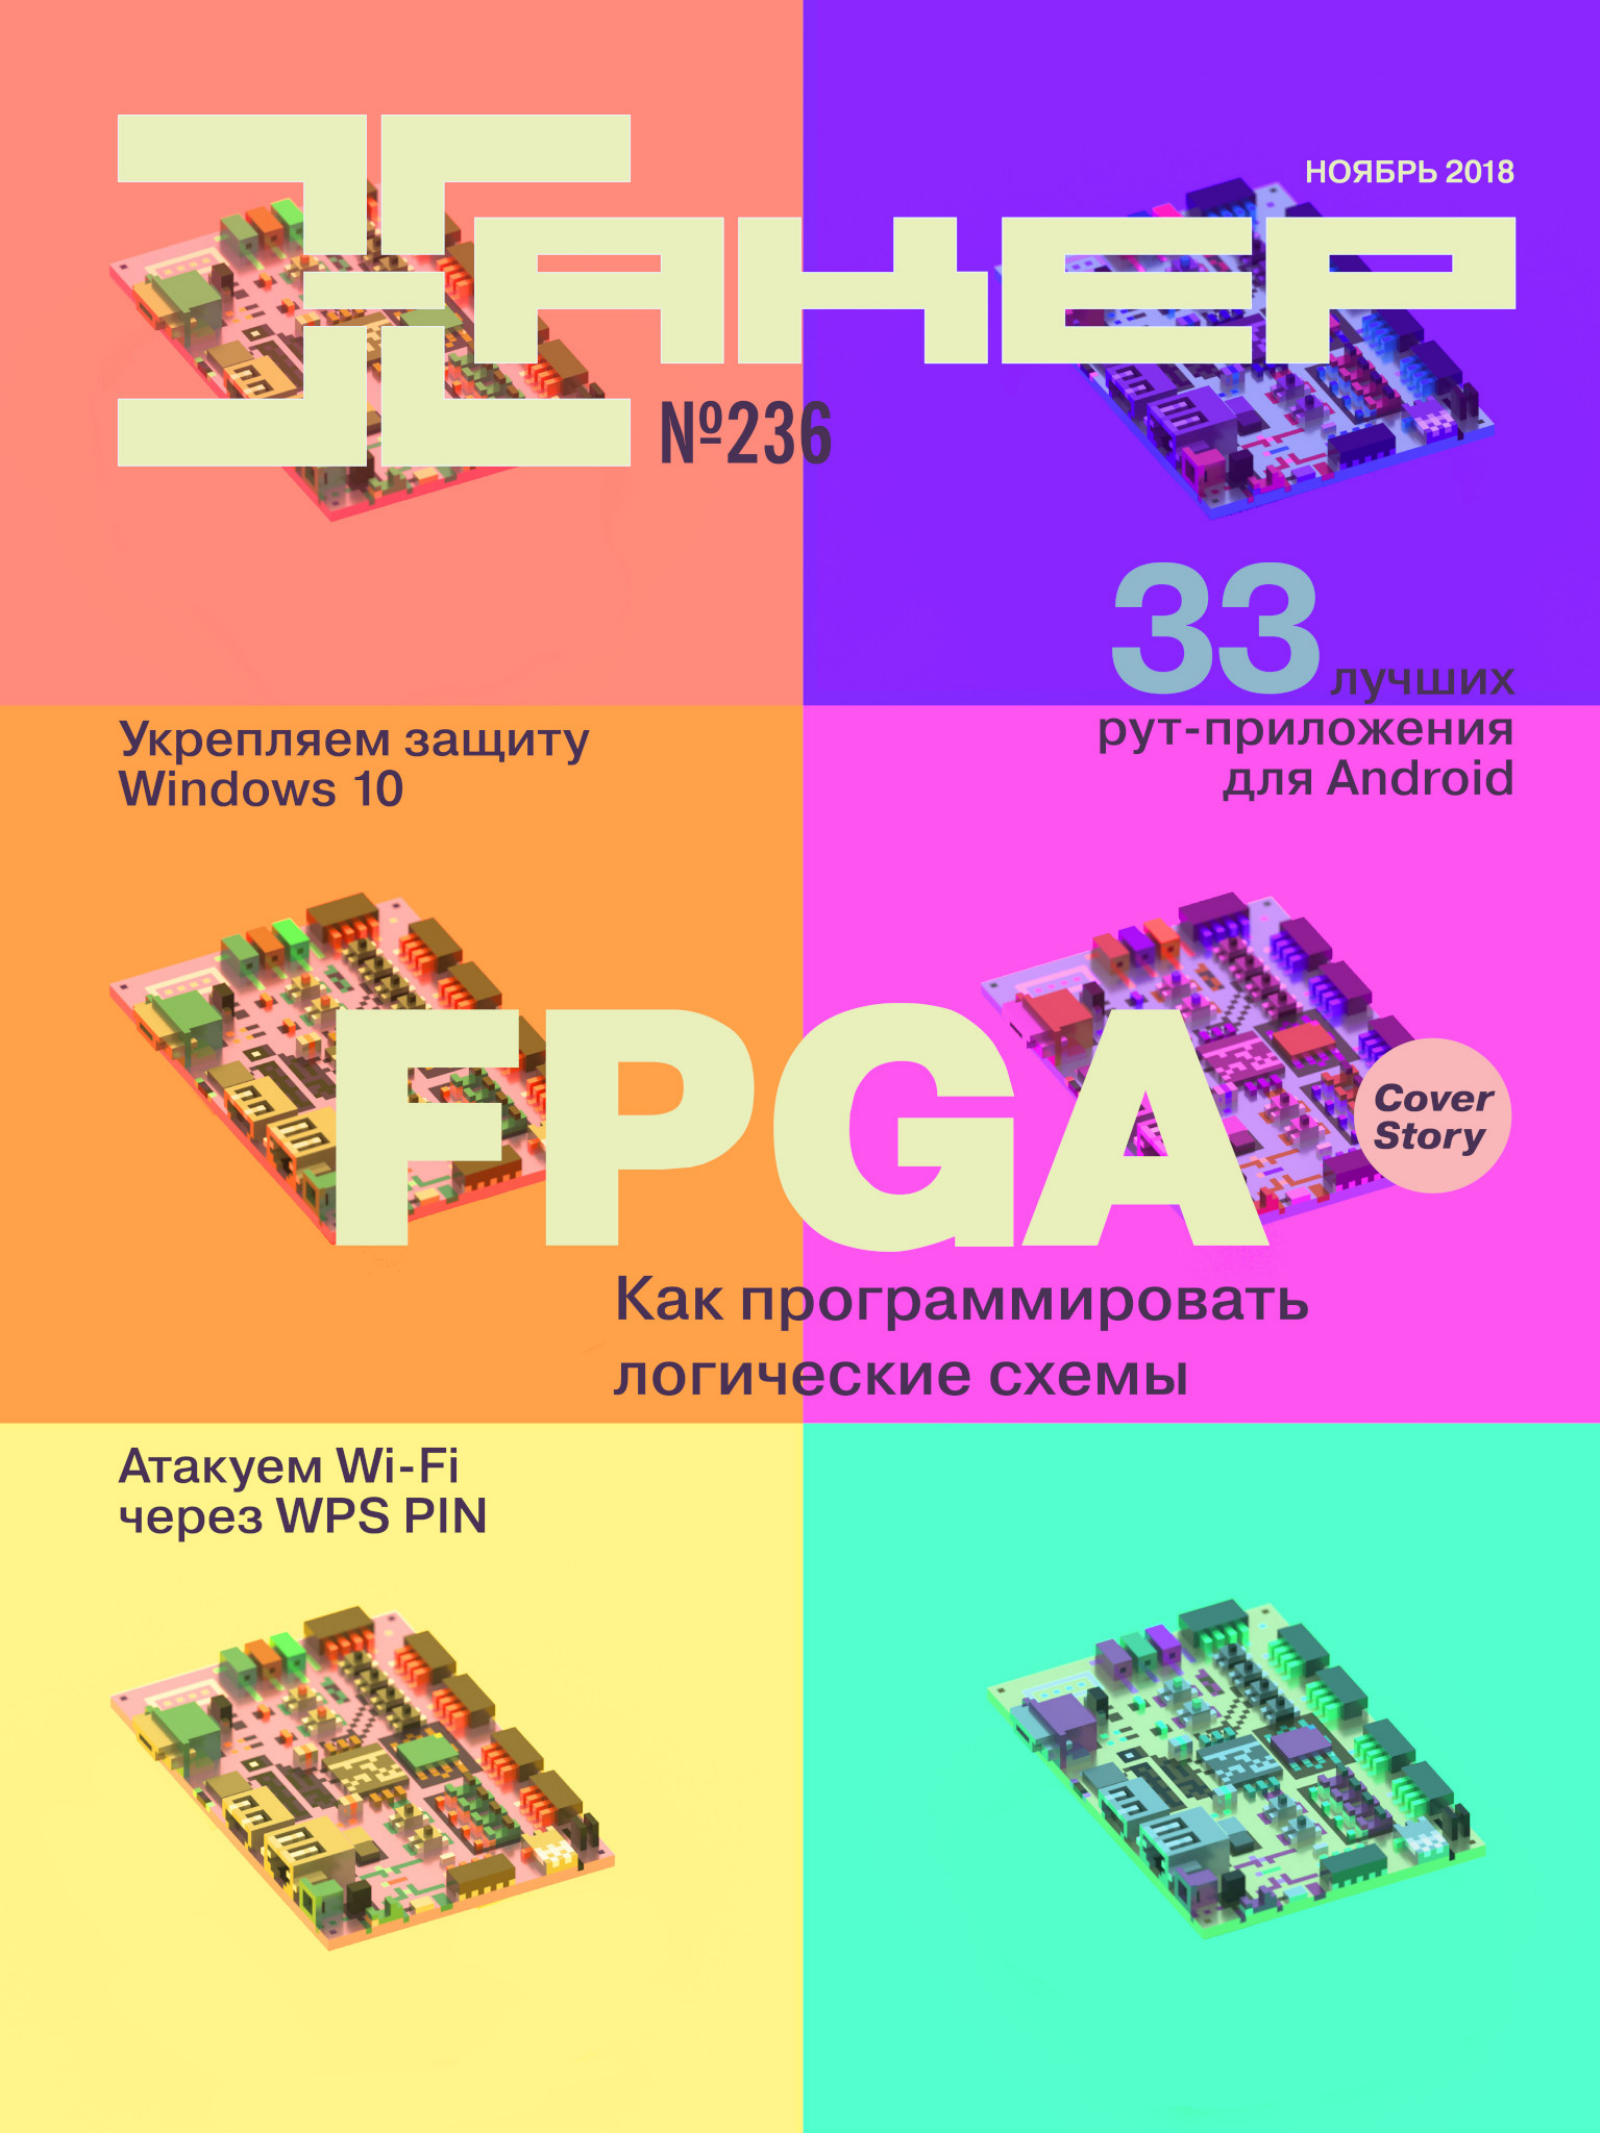 НОЯБРЬ 2018
ХАКЕР
№236
33 лучших
рут-приложения
для Android
Укрепляем защиту
Windows 10
FPGA
Cover
Story
Как программировать
логические схемы
Атакуем Wi-Fi
через WPS PIN